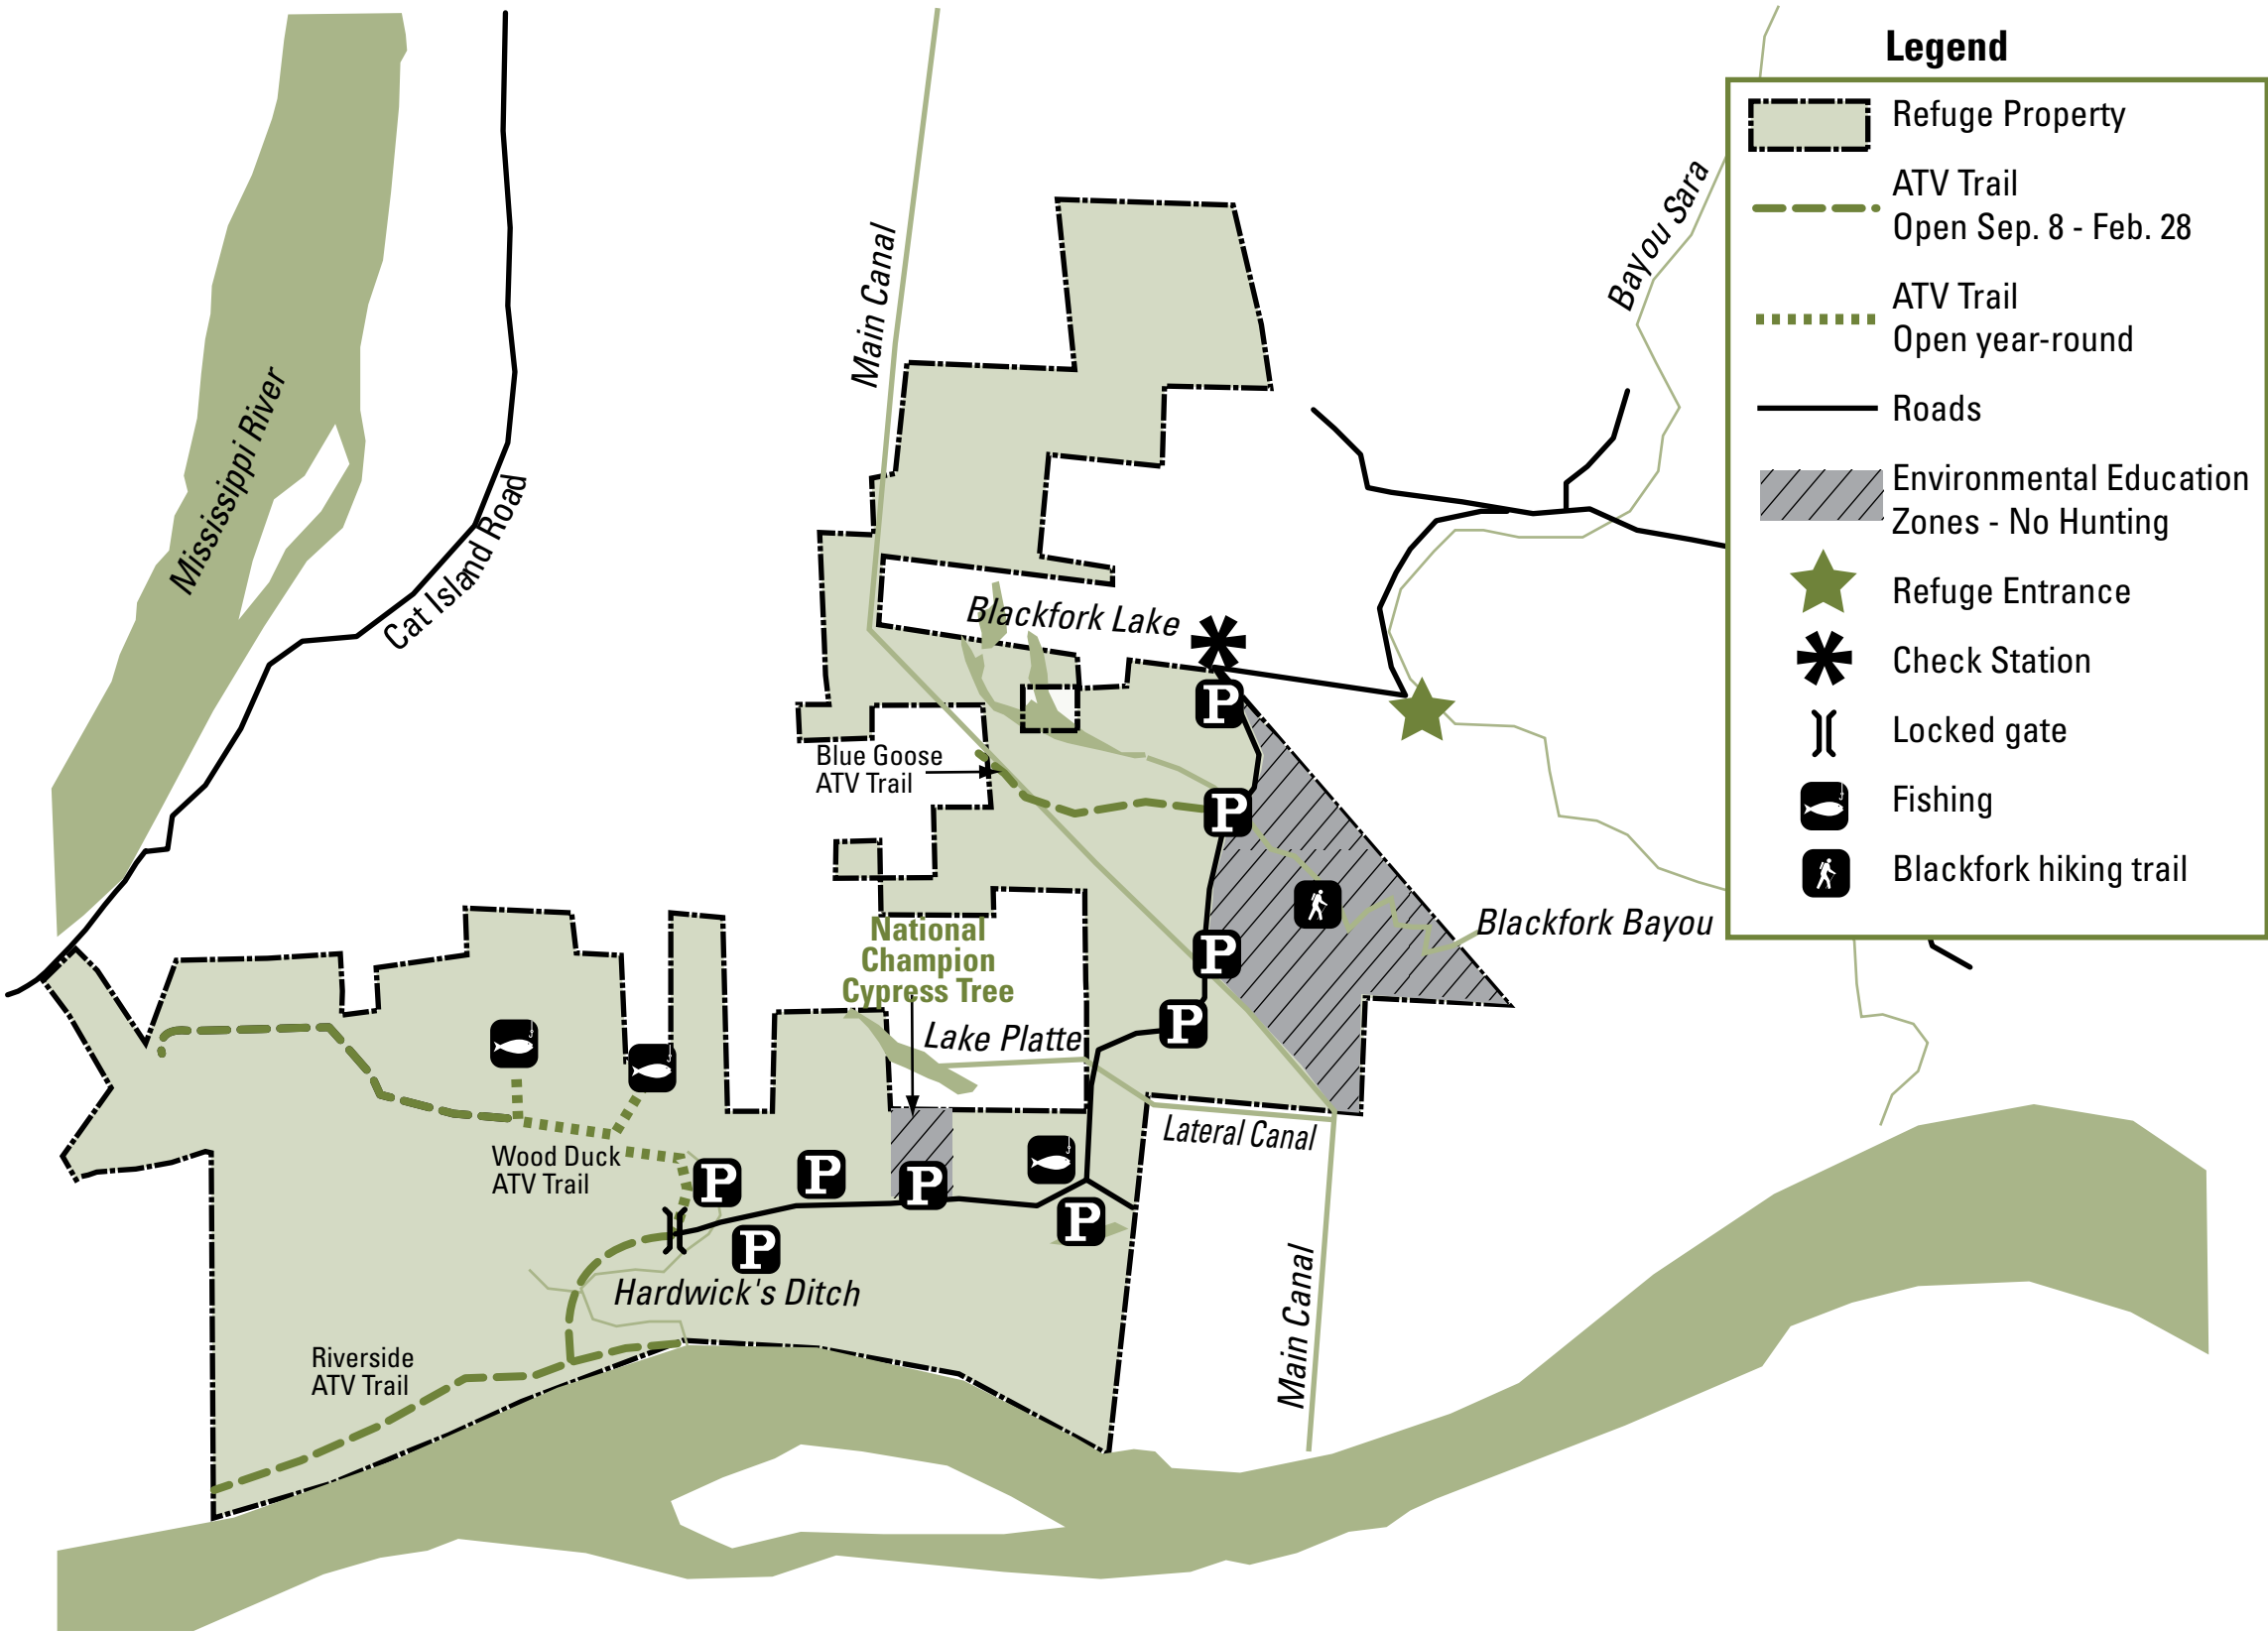 Legend
Refuge Property
ATV Trail
Open Sep. 8 - Feb. 28
ATV Trail
Open year-round
Roads
Environmental Education
Zones - No Hunting
Refuge Entrance
Check Station
Locked gate
Fishing
Blackfork hiking trail
Mississippi River
Cat Island Road
Main Canal
Bayou Sara
Blackfork Lake
P
Blue Goose
ATV Trail
P
National
Champion
Cypress Tree
Blackfork Bayou
P
P
Lake Platte
Lateral Canal
Wood Duck
ATV Trail
P
P
P
P
P
Hardwick's Ditch
Main Canal
Riverside
ATV Trail